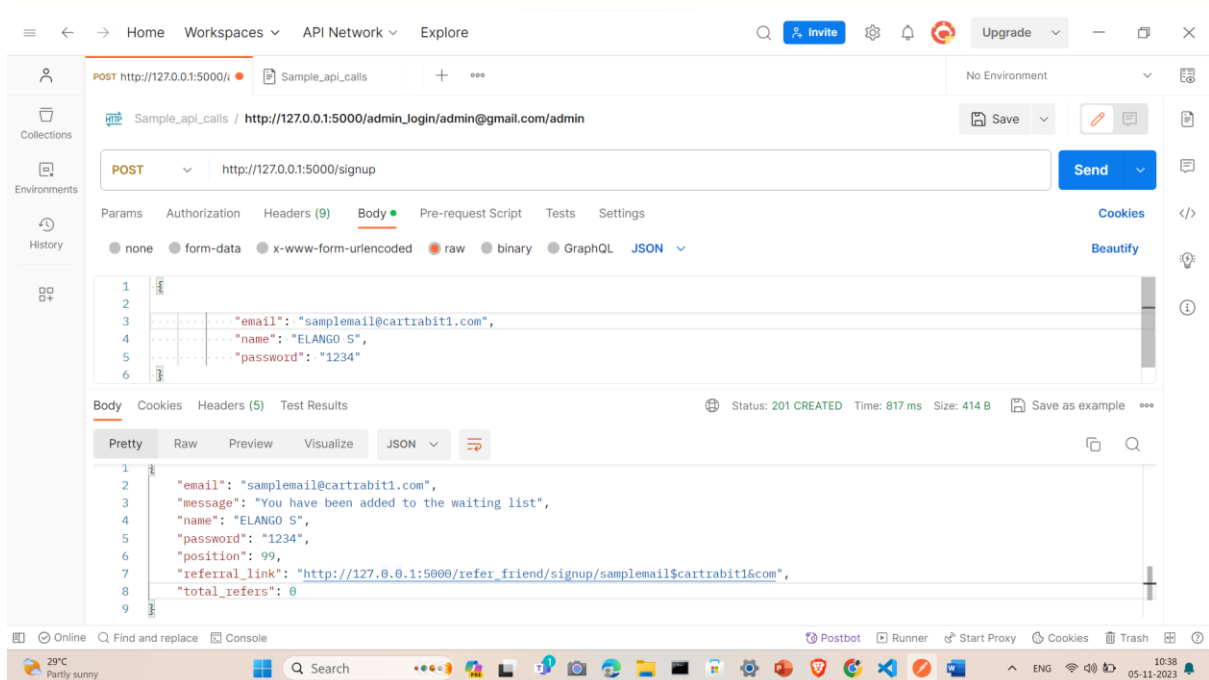 Home Workspaces API Network Explore Invite Upgrade
POST http://127.0.0.1:5000/a Sample_api_calls No Environment
Sample_api_calls / http://127.0.0.1:5000/admin_login/admin@gmail.com/admin Save
Collections
POST http://127.0.0.1:5000/signup Send
Environments
Params Authorization Headers (9) Body Pre-request Script Tests Settings Cookies
History
none form-data x-www-form-urlencoded raw binary GraphQL JSON Beautify
1 {
2
3 "email": "samplemail@cartrabit1.com",
4 "name": "ELANGO S",
5 "password": "1234"
6 }
Body Cookies Headers (5) Test Results Status: 201 CREATED Time: 817 ms Size: 414 B Save as example
Pretty Raw Preview Visualize JSON
1 {
2 "email": "samplemail@cartrabit1.com",
3 "message": "You have been added to the waiting list",
4 "name": "ELANGO S",
5 "password": "1234",
6 "position": 99,
7 "referral_link": "http://127.0.0.1:5000/refer_friend/signup/samplemail$cartrabit1&com",
8 "total_refers": 0
9 }
Online Find and replace Console Postbot Runner Start Proxy Cookies Trash
29°C
Partly sunny
Search
ENG
10:38
05-11-2023